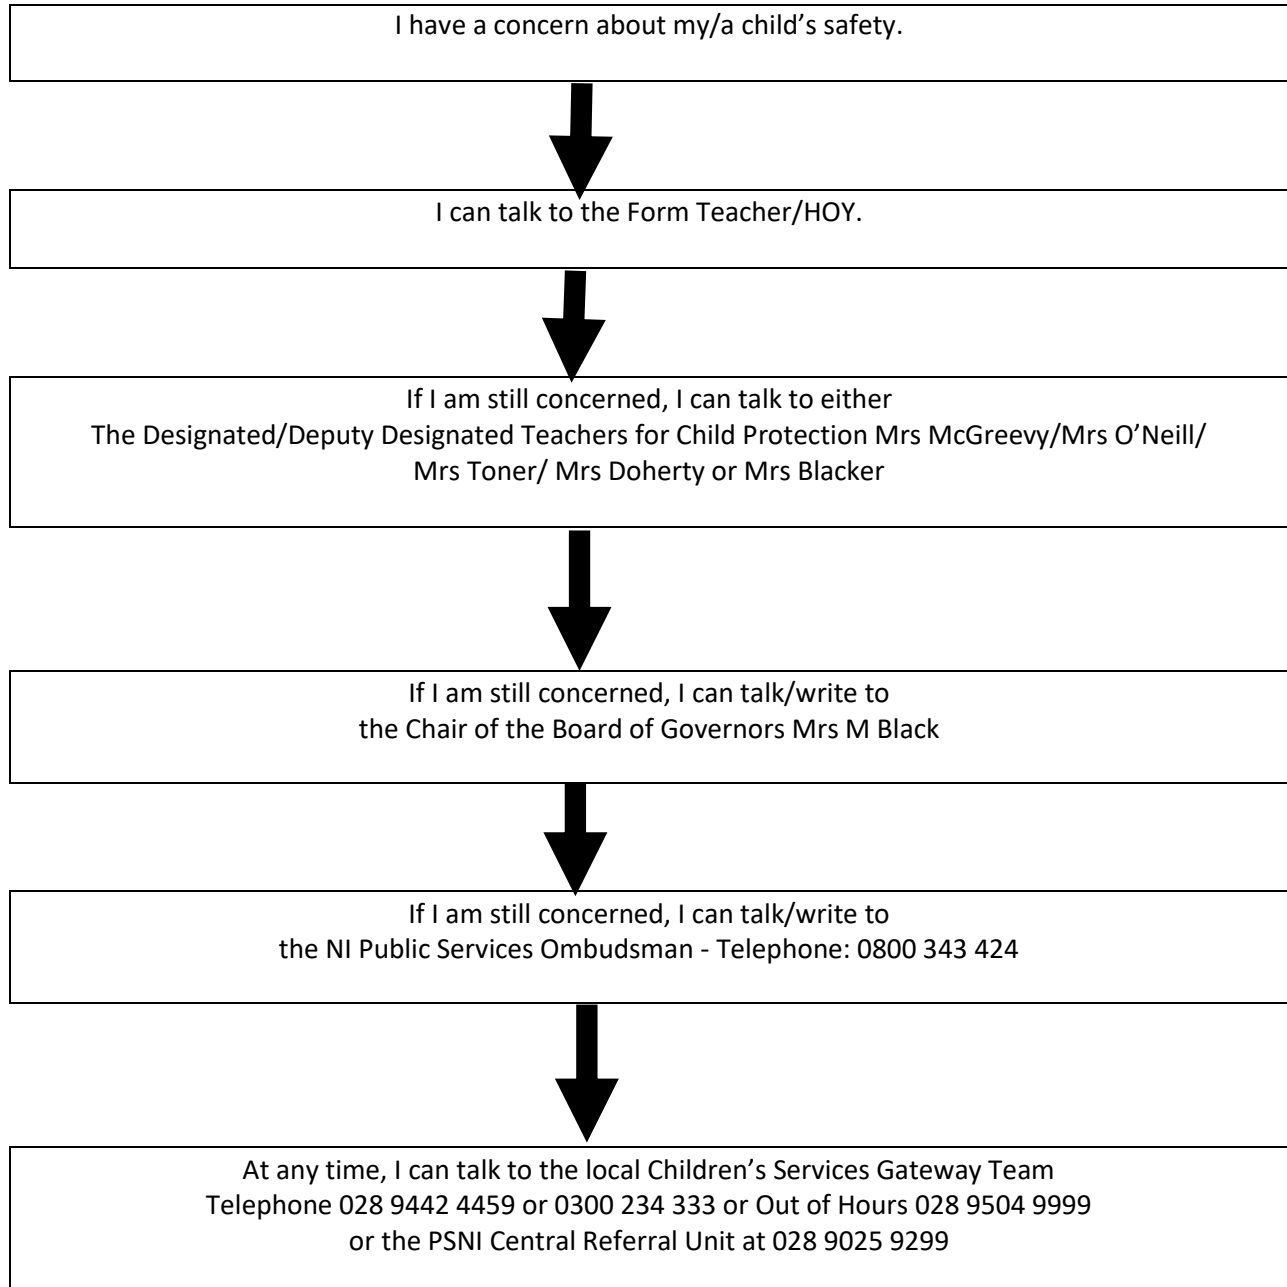 I have a concern about my/a child’s safety.
I can talk to the Form Teacher/HOY.
If I am still concerned, I can talk to either
The Designated/Deputy Designated Teachers for Child Protection Mrs McGreevy/Mrs O’Neill/
Mrs Toner/ Mrs Doherty or Mrs Blacker
If I am still concerned, I can talk/write to
the Chair of the Board of Governors Mrs M Black
If I am still concerned, I can talk/write to
the NI Public Services Ombudsman - Telephone: 0800 343 424
At any time, I can talk to the local Children’s Services Gateway Team
Telephone 028 9442 4459 or 0300 234 333 or Out of Hours 028 9504 9999
or the PSNI Central Referral Unit at 028 9025 9299